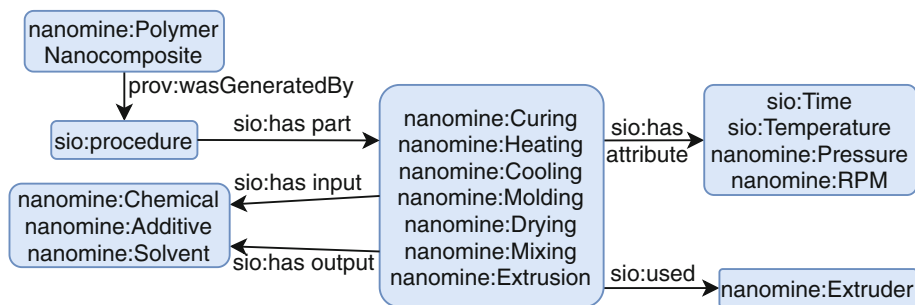 nanomine:Polymer
Nanocomposite
prov:wasGeneratedBy
sio:procedure
sio:has part
nanomine:Chemical
nanomine:Additive
nanomine:Solvent
sio:has input
sio:has output
nanomine:Curing
nanomine:Heating
nanomine:Cooling
nanomine:Molding
nanomine:Drying
nanomine:Mixing
nanomine:Extrusion
sio:has
attribute
sio:Time
sio:Temperature
nanomine:Pressure
nanomine:RPM
sio:used
nanomine:Extruder